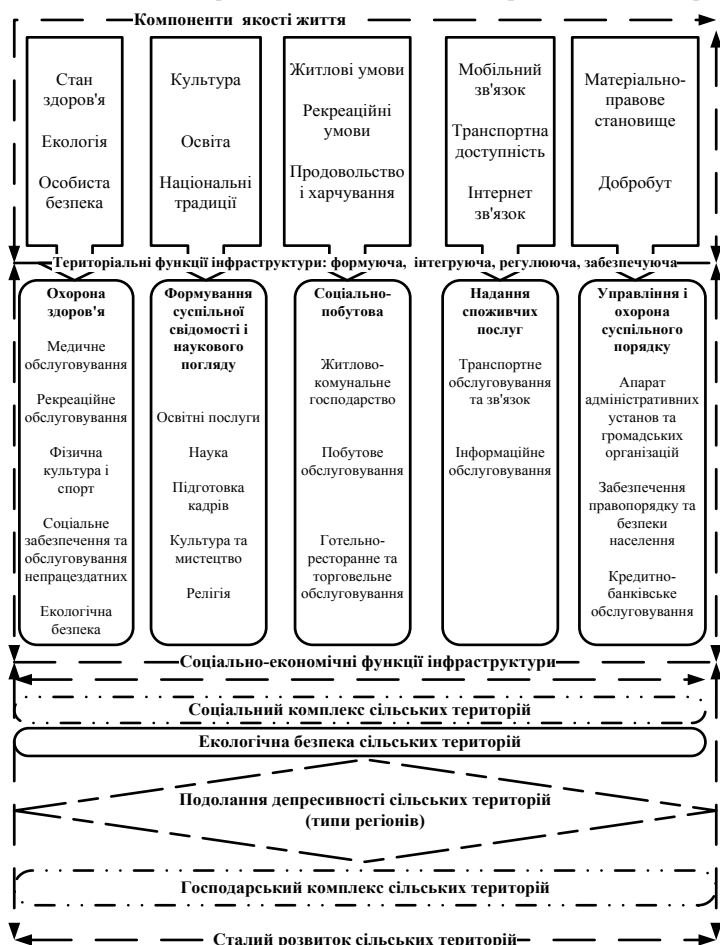 Компоненти якості життя
Стан
здоров'я
Екологія
Особиста
безпека
Культура
Освіта
Національні
традиції
Житлові умови
Рекреаційні
умови
Продовольство
і харчування
Мобільний
зв'язок
Транспортна
доступність
Інтернет
зв'язок
Матеріально-
правове
становище
Добробут
Територіальні функції інфраструктури: формуюча, інтегруюча, регулююча, забезпечуюча
Охорона
здоров'я
Медичне
обслуговування
Рекреаційне
обслуговування
Фізична
культура і
спорт
Соціальне
забезпечення та
обслуговування
непрацездатних
Екологічна
безпека
Формування
суспільної
свідомості і
наукового
погляду
Освітні послуги
Наука
Підготовка
кадрів
Культура та
мистецтво
Релігія
Соціально-
побутова
Житлово-
комунальне
господарство
Побутове
обслуговування
Готельно-
ресторанне та
торговельне
обслуговування
Надання
споживчих
послуг
Транспортне
обслуговування
та зв'язок
Інформаційне
обслуговування
Управління і
охорона
суспільного
порядку
Апарат
адміністративних
установ та
громадських
організацій
Забезпечення
правопорядку та
безпеки
населення
Кредитно-
банківське
обслуговування
Соціально-економічні функції інфраструктури
Соціальний комплекс сільських територій
Екологічна безпека сільських територій
Подолання депресивності сільських територій
(типи регіонів)
Господарський комплекс сільських територій
Сталий розвиток сільських територій